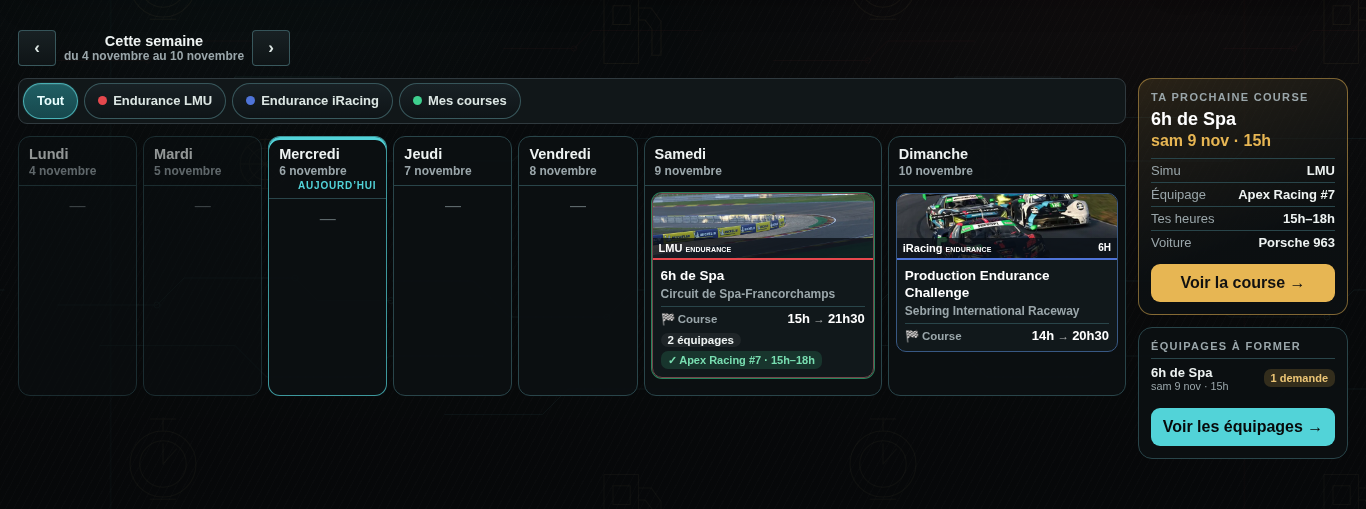 ‹
Cette semaine
du 4 novembre au 10 novembre
›
Tout
Endurance LMU
Endurance iRacing
Mes courses
Lundi
4 novembre
—
Mardi
5 novembre
—
Mercredi
6 novembre
AUJOURD'HUI
—
Jeudi
7 novembre
—
Vendredi
8 novembre
—
Samedi
9 novembre
LMU ENDURANCE
6h de Spa
Circuit de Spa-Francorchamps
🏁 Course 15h → 21h30
2 équipages
✓ Apex Racing #7 · 15h–18h
Dimanche
10 novembre
iRacing ENDURANCE 6H
Production Endurance
Challenge
Sebring International Raceway
🏁 Course 14h → 20h30
TA PROCHAINE COURSE
6h de Spa
sam 9 nov · 15h
Simu LMU
Équipage Apex Racing #7
Tes heures 15h–18h
Voiture Porsche 963
Voir la course →
ÉQUIPAGES À FORMER
6h de Spa
sam 9 nov · 15h
1 demande
Voir les équipages →